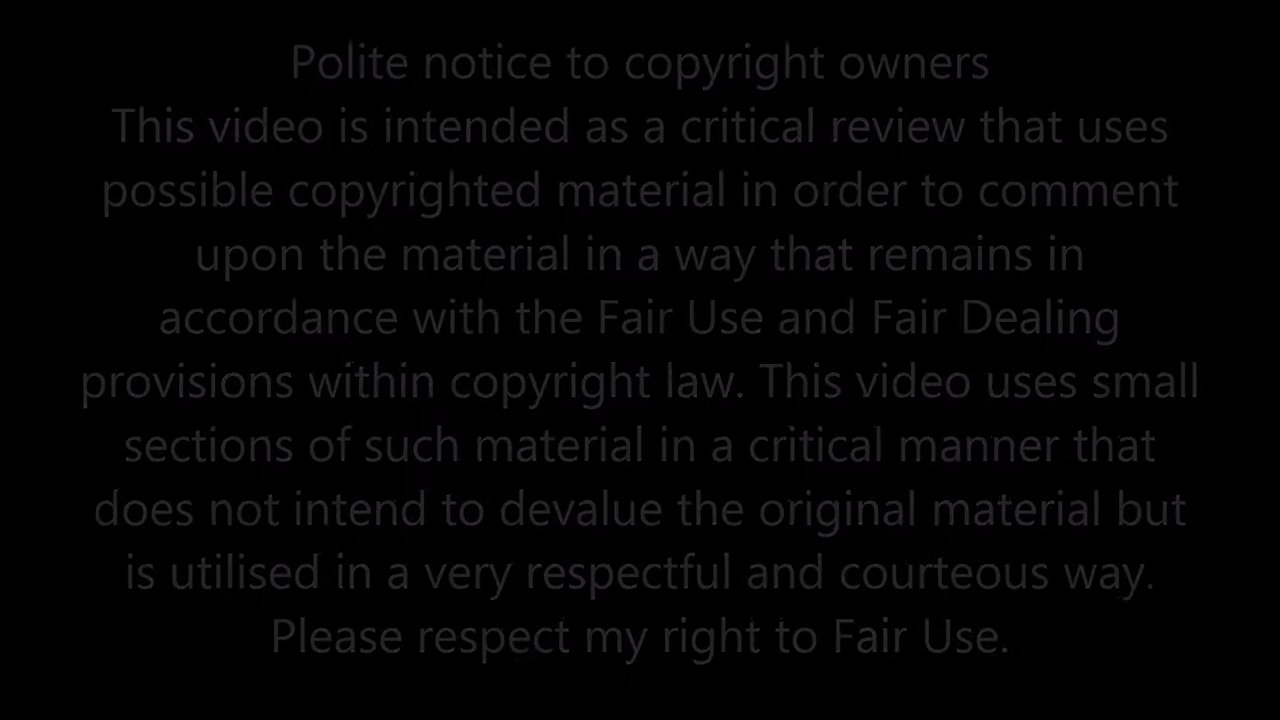 Polite notice to copyright owners
This video is intended as a critical review that uses
possible copyrighted material in order to comment
upon the material in a way that remains in
accordance with the Fair Use and Fair Dealing
provisions within copyright law. This video uses small
sections of such material in a critical manner that
does not intend to devalue the original material but
is utilised in a very respectful and courteous way.
Please respect my right to Fair Use.